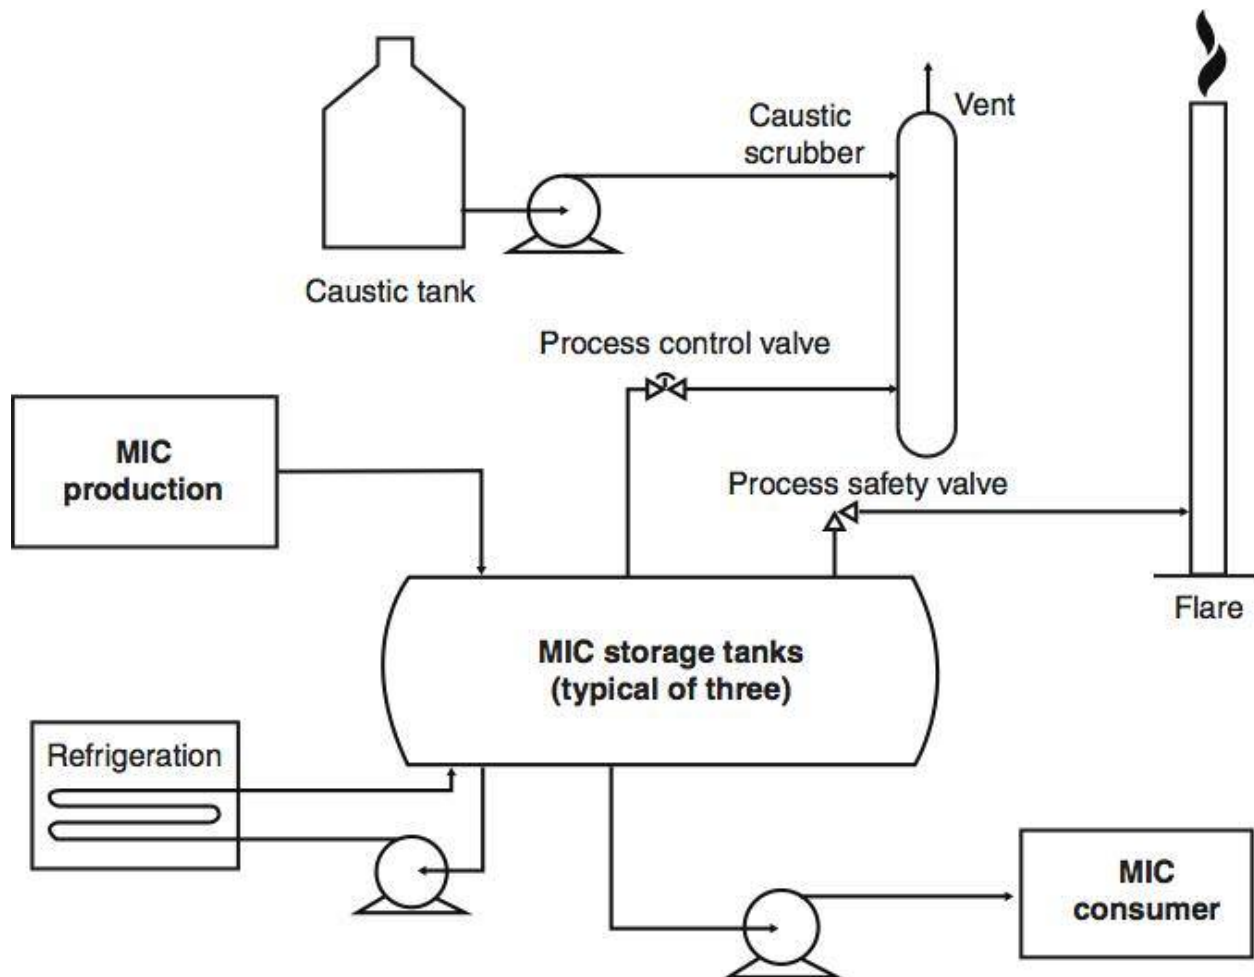 Caustic
scrubber
Vent
Caustic tank
Process control valve
MIC
production
Process safety valve
Flare
MIC storage tanks
(typical of three)
Refrigeration
MIC
consumer